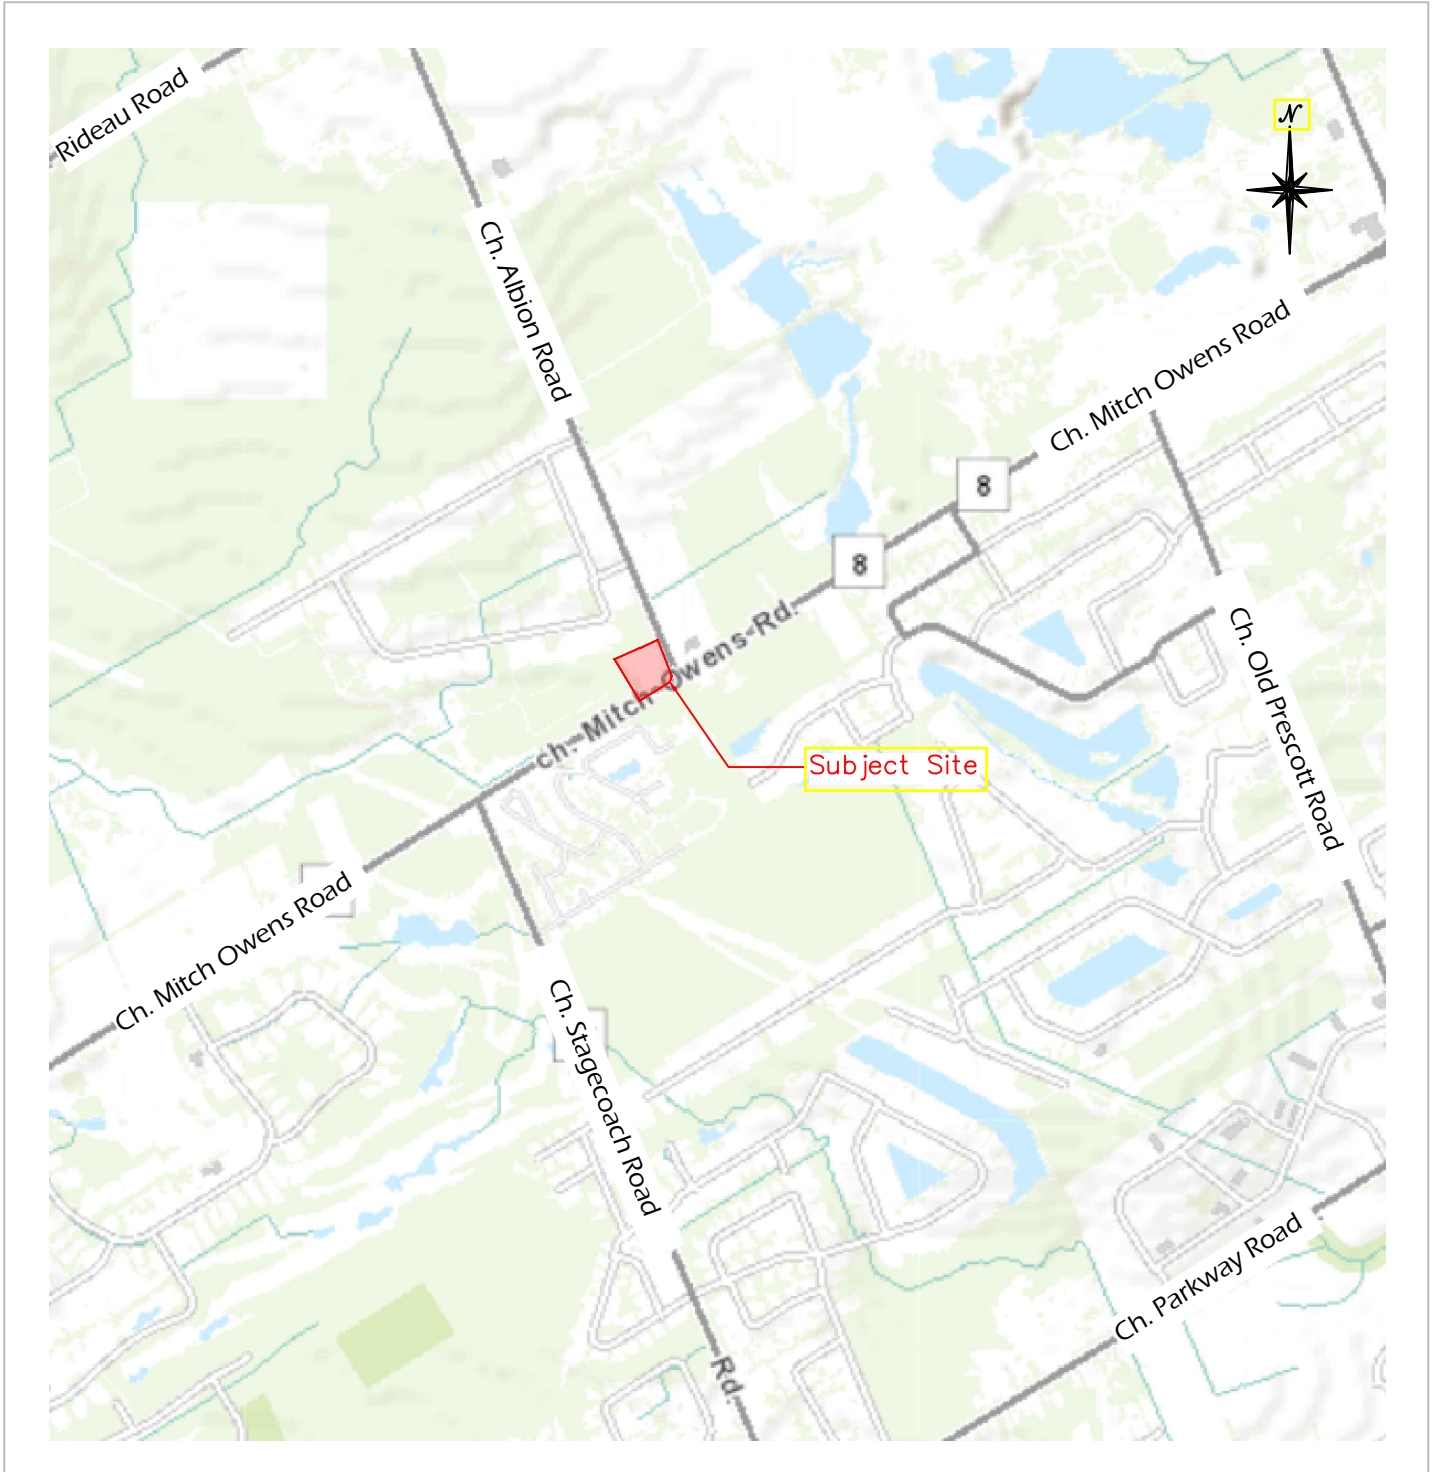 Rideau Road
N
Ch. Albion Road
Ch. Mitch Owens Road
8
8
ch. Mitch Owens Rd.
Ch. Old Prescott Road
Subject Site
Ch. Mitch Owens Road
Ch. Stagecoach Road
Ch. Parkway Road
Rd.